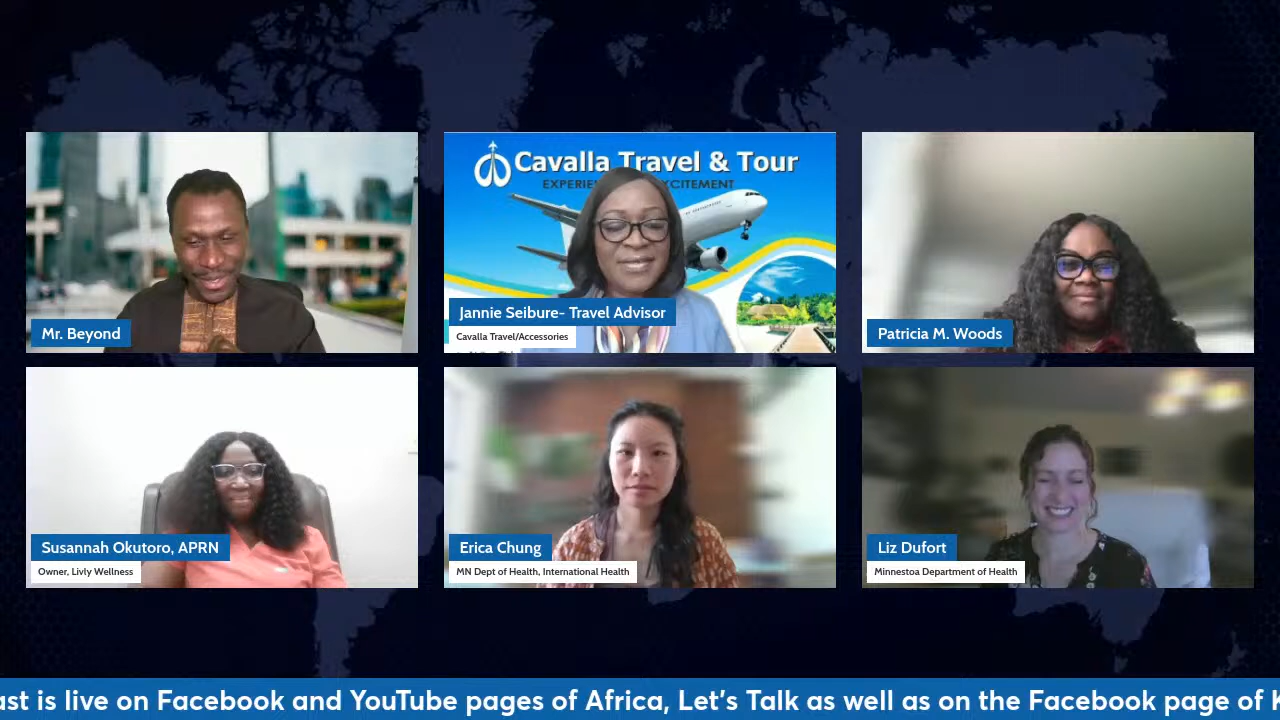 Cavalla Travel & Tour
Mr. Beyond
Jannie Seibure- Travel Advisor
Cavalla Travel/Accessories
Patricia M. Woods
Susannah Okutoro, APRN
Owner, Livly Wellness
Erica Chung
MN Dept of Health, International Health
Liz Dufort
Minnestoa Department of Health
ast is live on Facebook and YouTube pages of Africa, Let's Talk as well as on the Facebook page of K